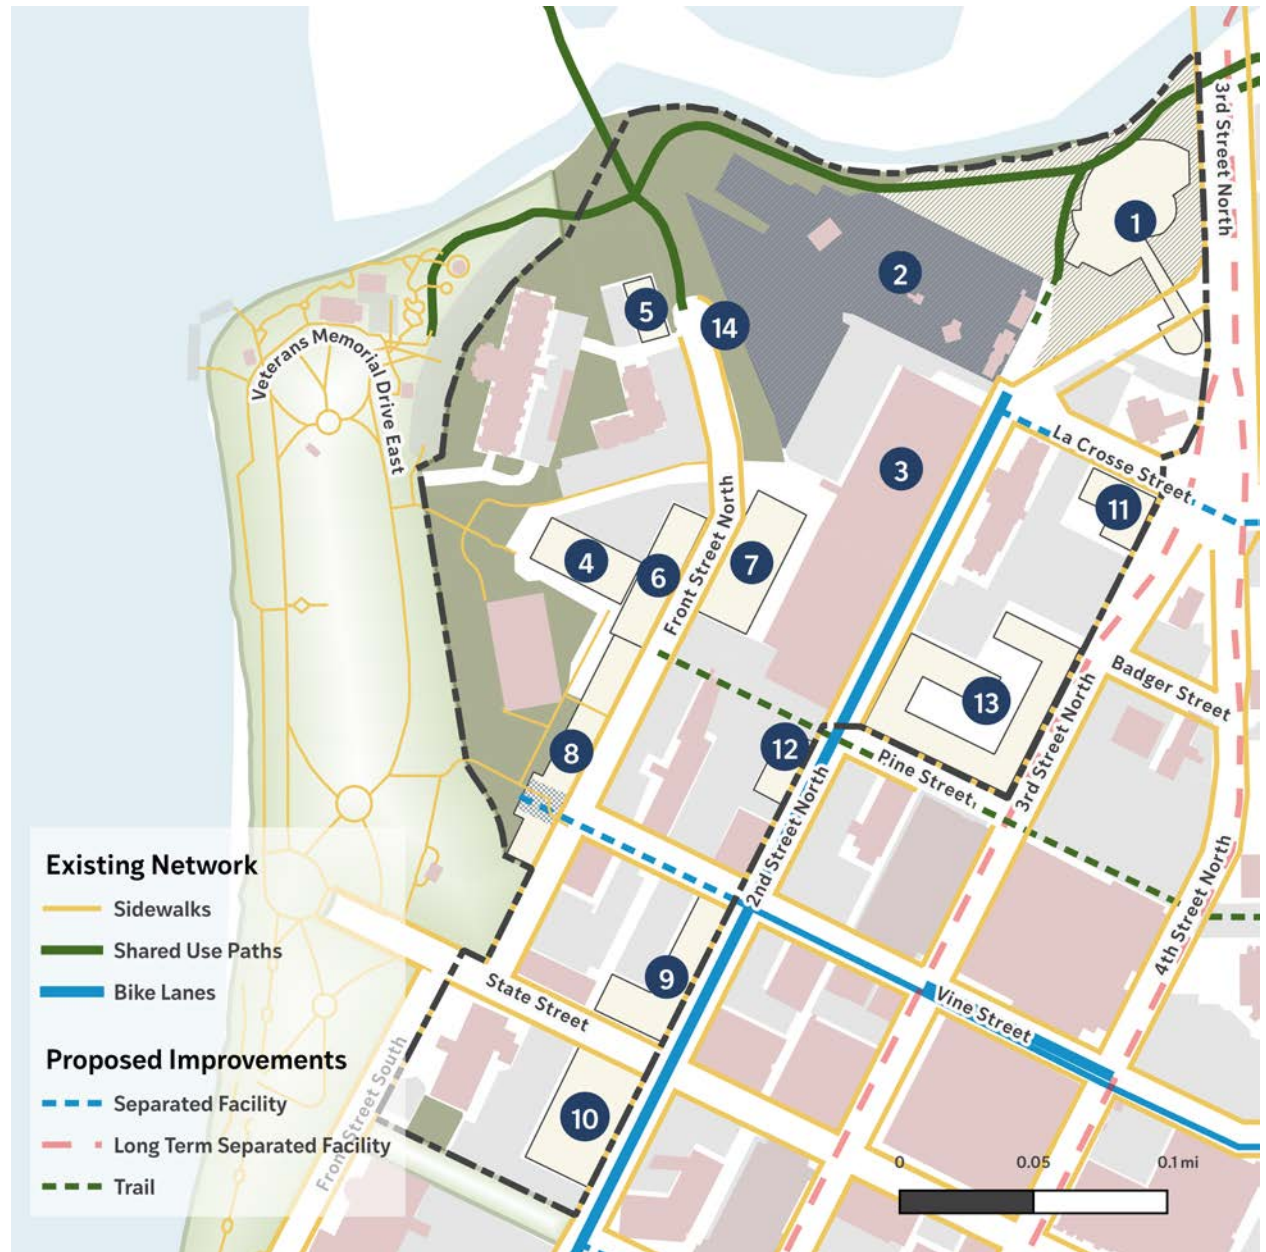 3rd Street North
1
2
5
14
Veterans Memorial Drive East
3
La Crosse Street
11
4
6
7
Front Street North
13
Badger Street
12
8
Pine Street
3rd Street North
2nd Street North
4th Street North
Existing Network
Sidewalks
Shared Use Paths
Bike Lanes
9
State Street
Vine Street
Proposed Improvements
Separated Facility
Long Term Separated Facility
Trail
Front Street South
10
0 0.05 0.1 mi